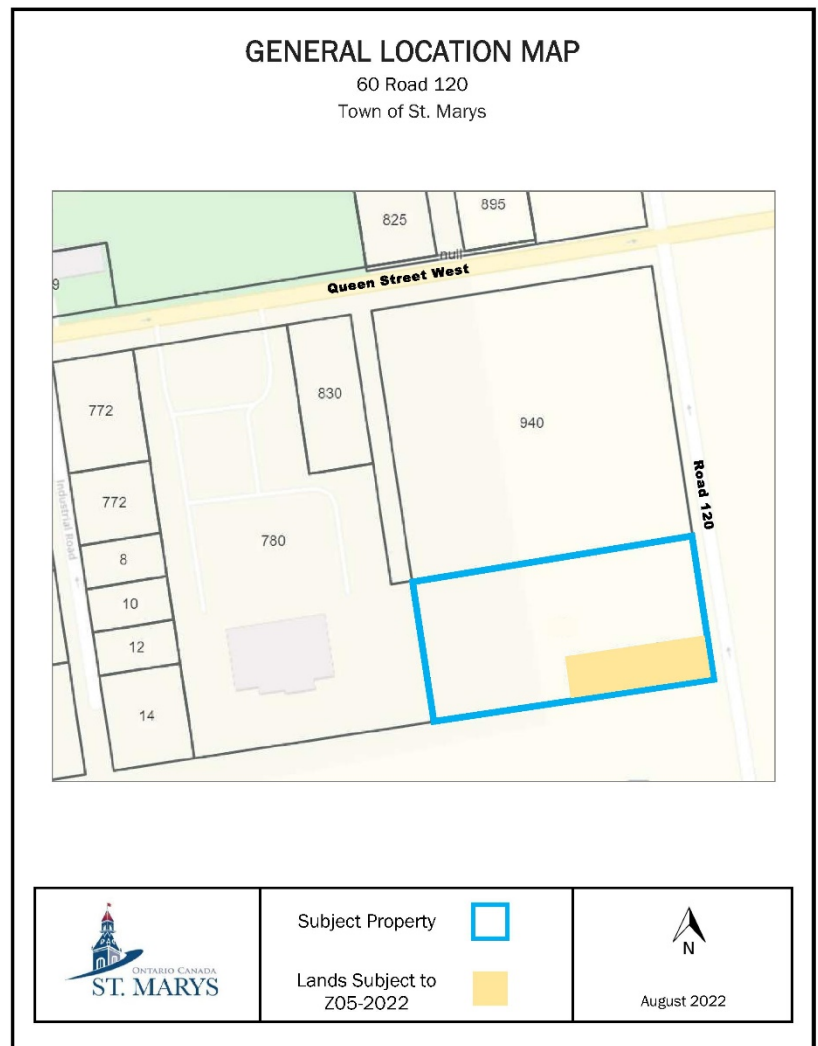 GENERAL LOCATION MAP
60 Road 120
Town of St. Marys
825
895
null
9
Queen Street West
772
830
940
772
Industrial Road
Road 120
8
780
10
12
14
Subject Property
Lands Subject to
Z05-2022
ONTARIO CANADA
ST. MARYS
N
August 2022